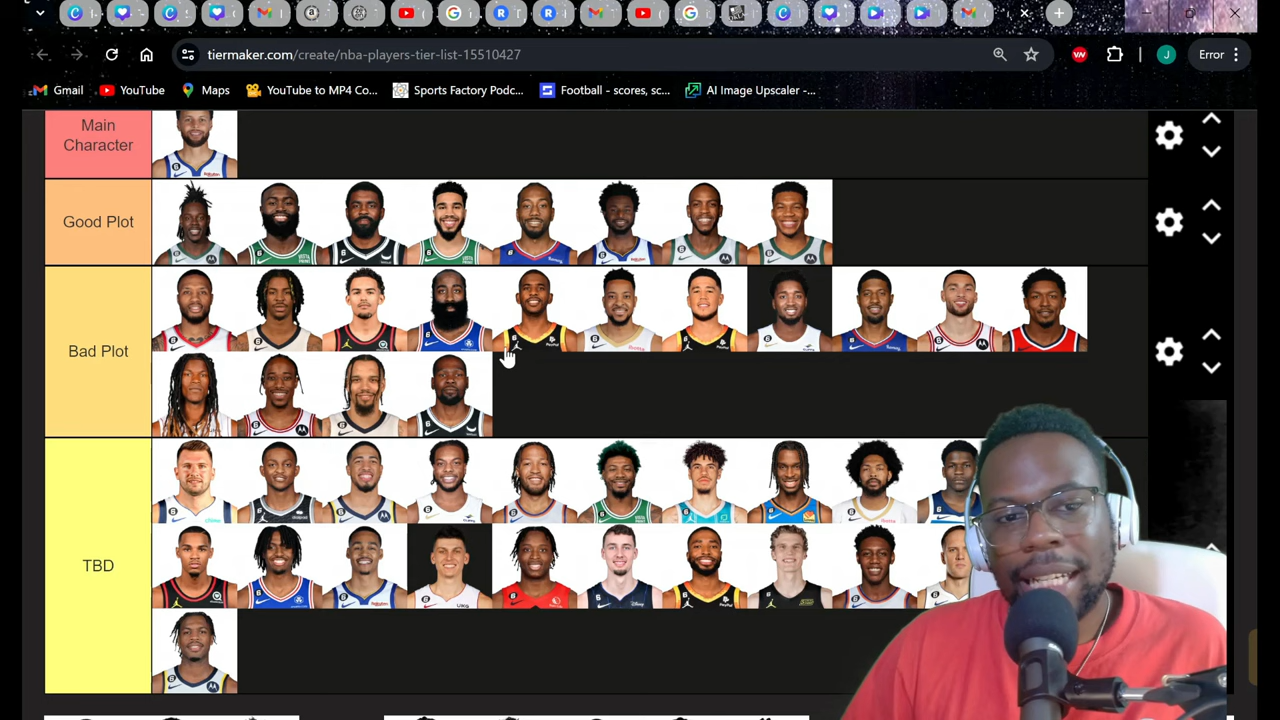 tiermaker.com/create/nba-players-tier-list-15510427
J
Error
Gmail
YouTube
Maps
YouTube to MP4 Co...
Sports Factory Podc...
Football - scores, sc...
AI Image Upscaler -...
Main
Character
Good Plot
Bad Plot
TBD